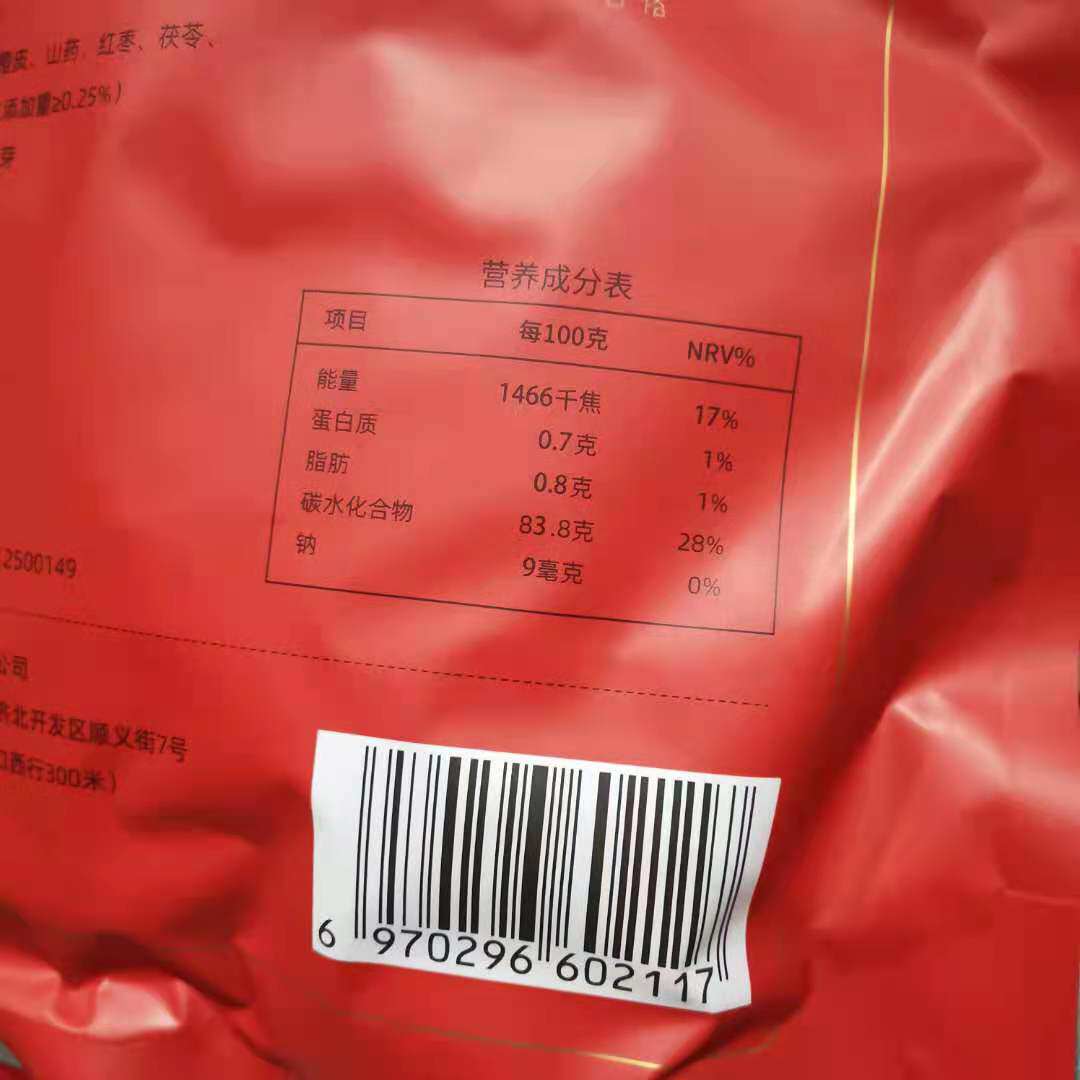 橙皮、山药、红枣、茯苓、
添加量≥0.25%）
芽
营养成分表
项目 每100克 NRV%
能量 1466千焦 17%
蛋白质 0.7克 1%
脂肪 0.8克 1%
碳水化合物 83.8克 28%
钠 9毫克 0%
2500149
公司
济北开发区顺义街7号
口西行300米）
6 970296 602117